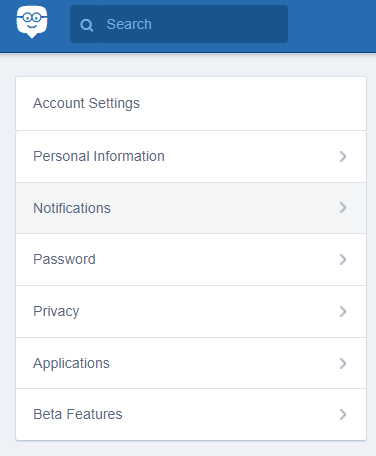 Search
Account Settings
Personal Information
Notifications
Password
Privacy
Applications
Beta Features